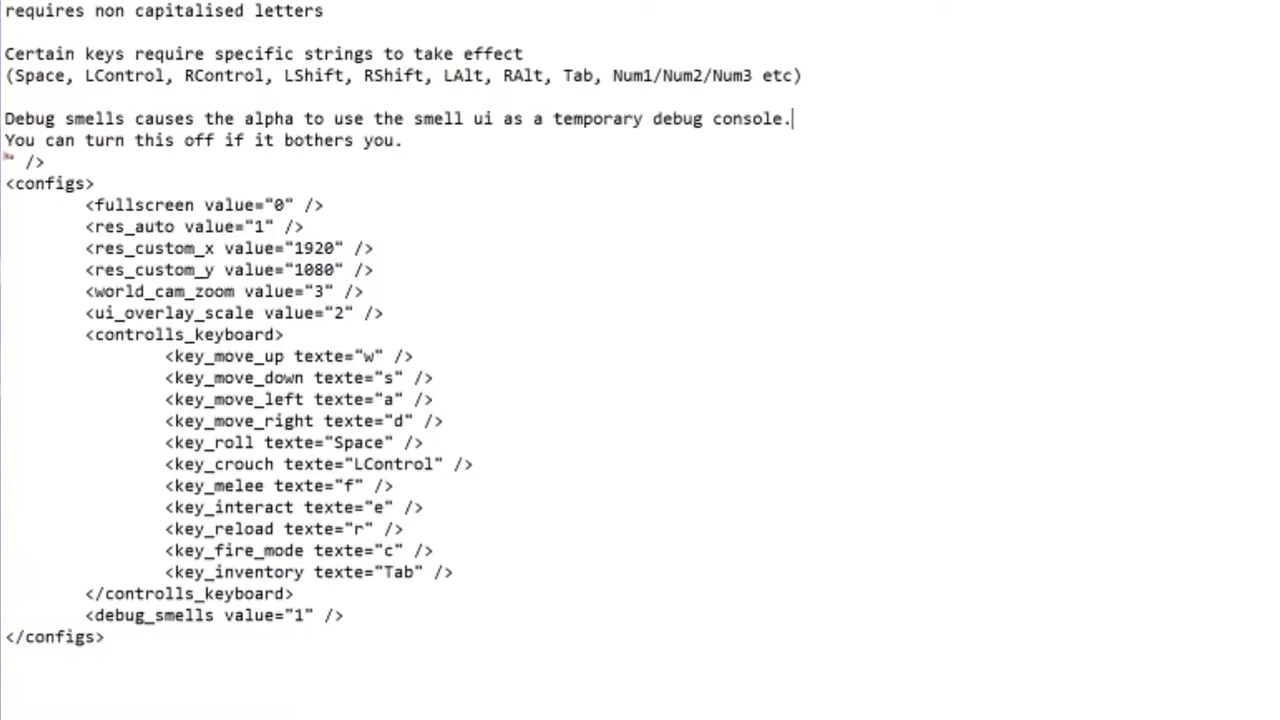 requires non capitalised letters
Certain keys require specific strings to take effect
(Space, LControl, RControl, LShift, RShift, LAlt, RAlt, Tab, Num1/Num2/Num3 etc)
Debug smells causes the alpha to use the smell ui as a temporary debug console.
You can turn this off if it bothers you.
" />
<configs>
<fullscreen value="0" />
<res_auto value="1" />
<res_custom_x value="1920" />
<res_custom_y value="1080" />
<world_cam_zoom value="3" />
<ui_overlay_scale value="2" />
<controlls_keyboard>
<key_move_up texte="w" />
<key_move_down texte="s" />
<key_move_left texte="a" />
<key_move_right texte="d" />
<key_roll texte="Space" />
<key_crouch texte="LControl" />
<key_melee texte="f" />
<key_interact texte="e" />
<key_reload texte="r" />
<key_fire_mode texte="c" />
<key_inventory texte="Tab" />
</controlls_keyboard>
<debug_smells value="1" />
</configs>